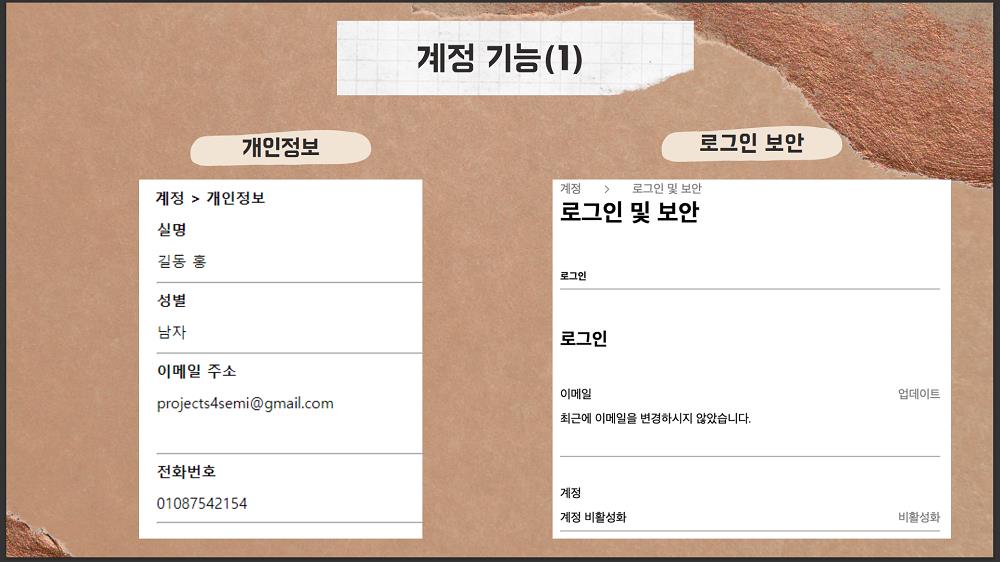 계정 기능(1)
개인정보
계정 > 개인정보
실명
길동 홍
성별
남자
이메일 주소
projects4semi@gmail.com
전화번호
01087542154
로그인 보안
계정 > 로그인 및 보안
로그인 및 보안
로그인
로그인
이메일 업데이트
최근에 이메일을 변경하시지 않았습니다.
계정
계정 비활성화 비활성화